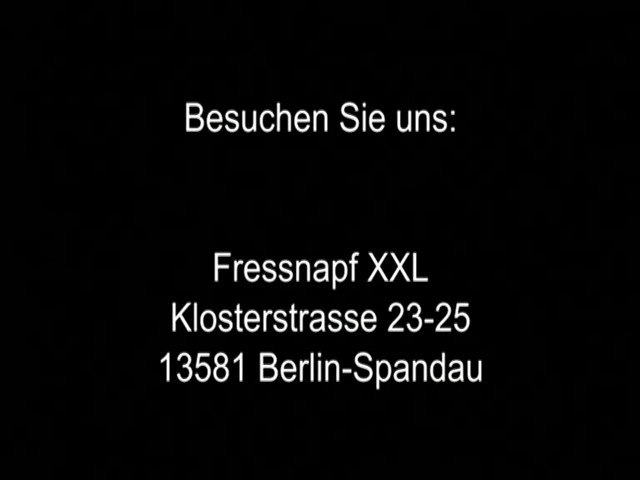 Besuchen Sie uns:
Fressnapf XXL
Klosterstrasse 23-25
13581 Berlin-Spandau